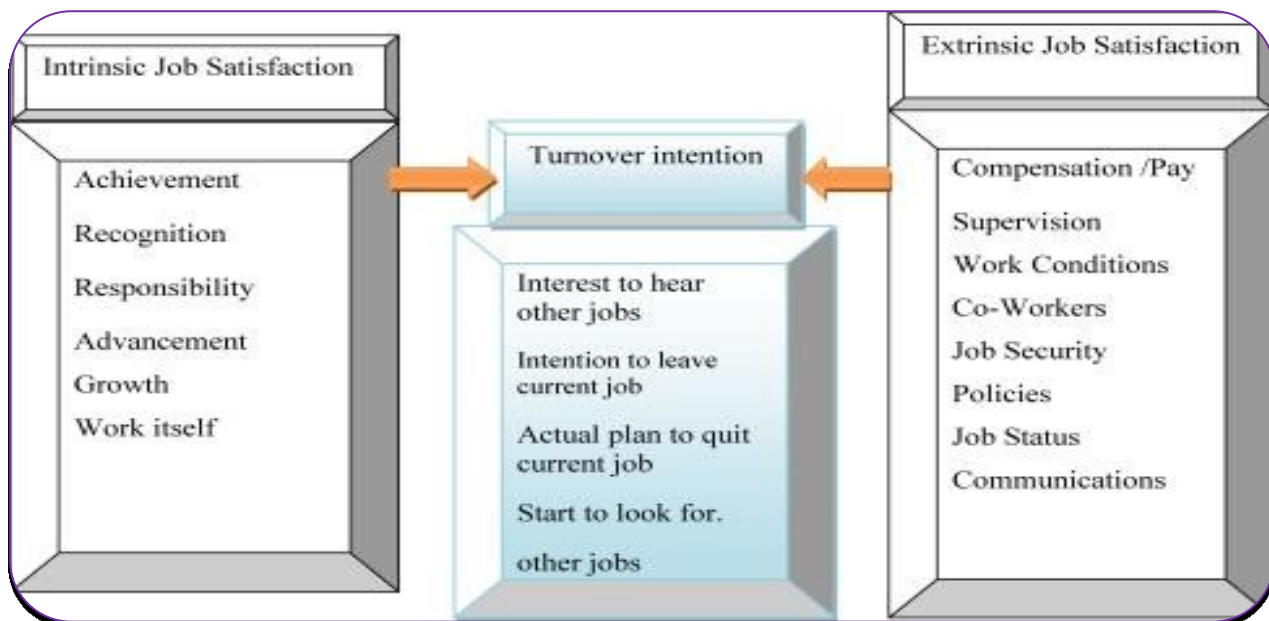 Intrinsic Job Satisfaction
Achievement
Recognition
Responsibility
Advancement
Growth
Work itself
Turnover intention
Interest to hear
other jobs
Intention to leave
current job
Actual plan to quit
current job
Start to look for.
other jobs
Extrinsic Job Satisfaction
Compensation /Pay
Supervision
Work Conditions
Co-Workers
Job Security
Policies
Job Status
Communications